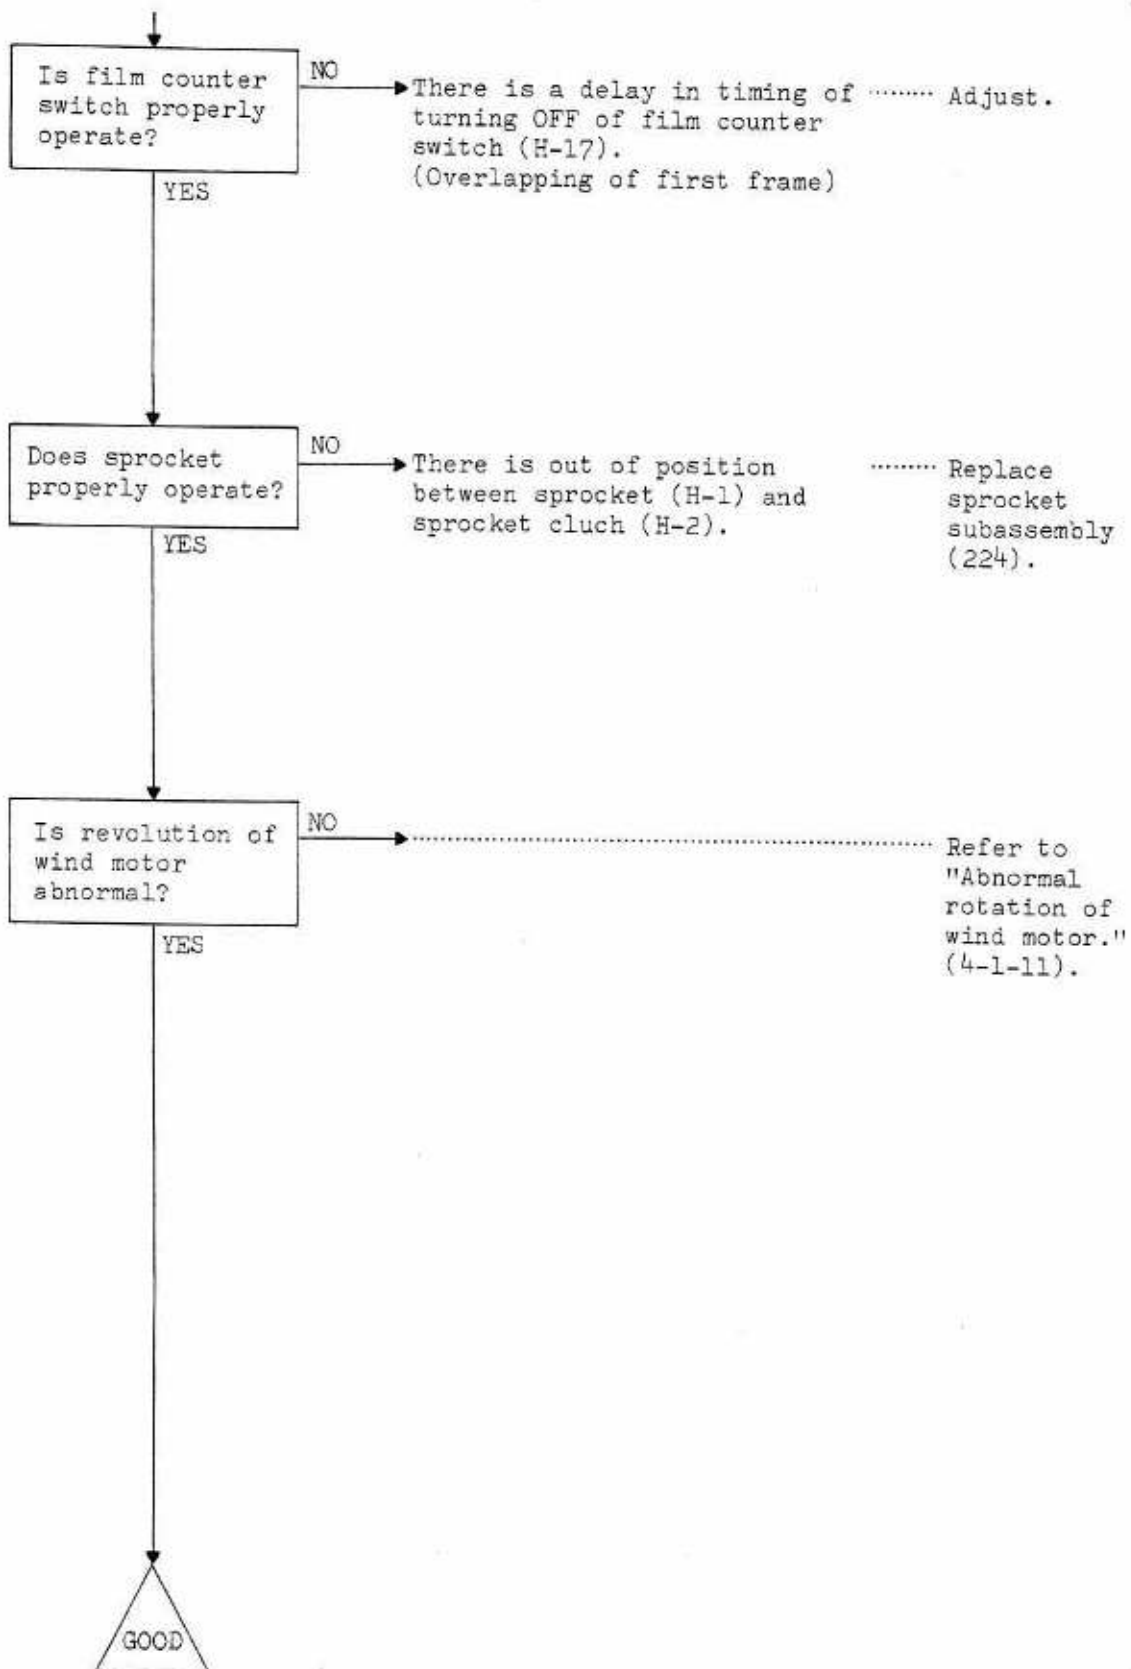 Is film counter
switch properly
operate?
NO
There is a delay in timing of ........ Adjust.
turning OFF of film counter
switch (H-17).
(Overlapping of first frame)
YES
Does sprocket
properly operate?
NO
There is out of position ........ Replace
between sprocket (H-1) and sprocket
sprocket cluch (H-2). subassembly
(224).
YES
Is revolution of
wind motor
abnormal?
NO
Refer to
"Abnormal
rotation of
wind motor."
(4-1-11).
YES
GOOD